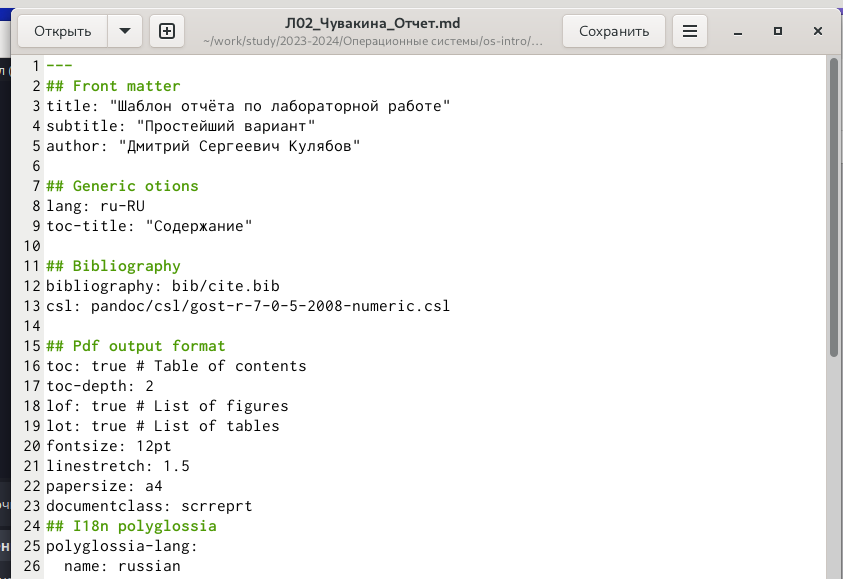 Л02_Чувакина_Отчет.md
Открыть
~/work/study/2023-2024/Операционные системы/os-intro/...
Сохранить
1 ---
2 ## Front matter
3 title: "Шаблон отчёта по лабораторной работе"
4 subtitle: "Простейший вариант"
5 author: "Дмитрий Сергеевич Кулябов"
6
7 ## Generic otions
8 lang: ru-RU
9 toc-title: "Содержание"
10
11 ## Bibliography
12 bibliography: bib/cite.bib
13 csl: pandoc/csl/gost-r-7-0-5-2008-numeric.csl
14
15 ## Pdf output format
16 toc: true # Table of contents
17 toc-depth: 2
18 lof: true # List of figures
19 lot: true # List of tables
20 fontsize: 12pt
21 linestretch: 1.5
22 papersize: a4
23 documentclass: scrreprt
24 ## I18n polyglossia
25 polyglossia-lang:
26   name: russian